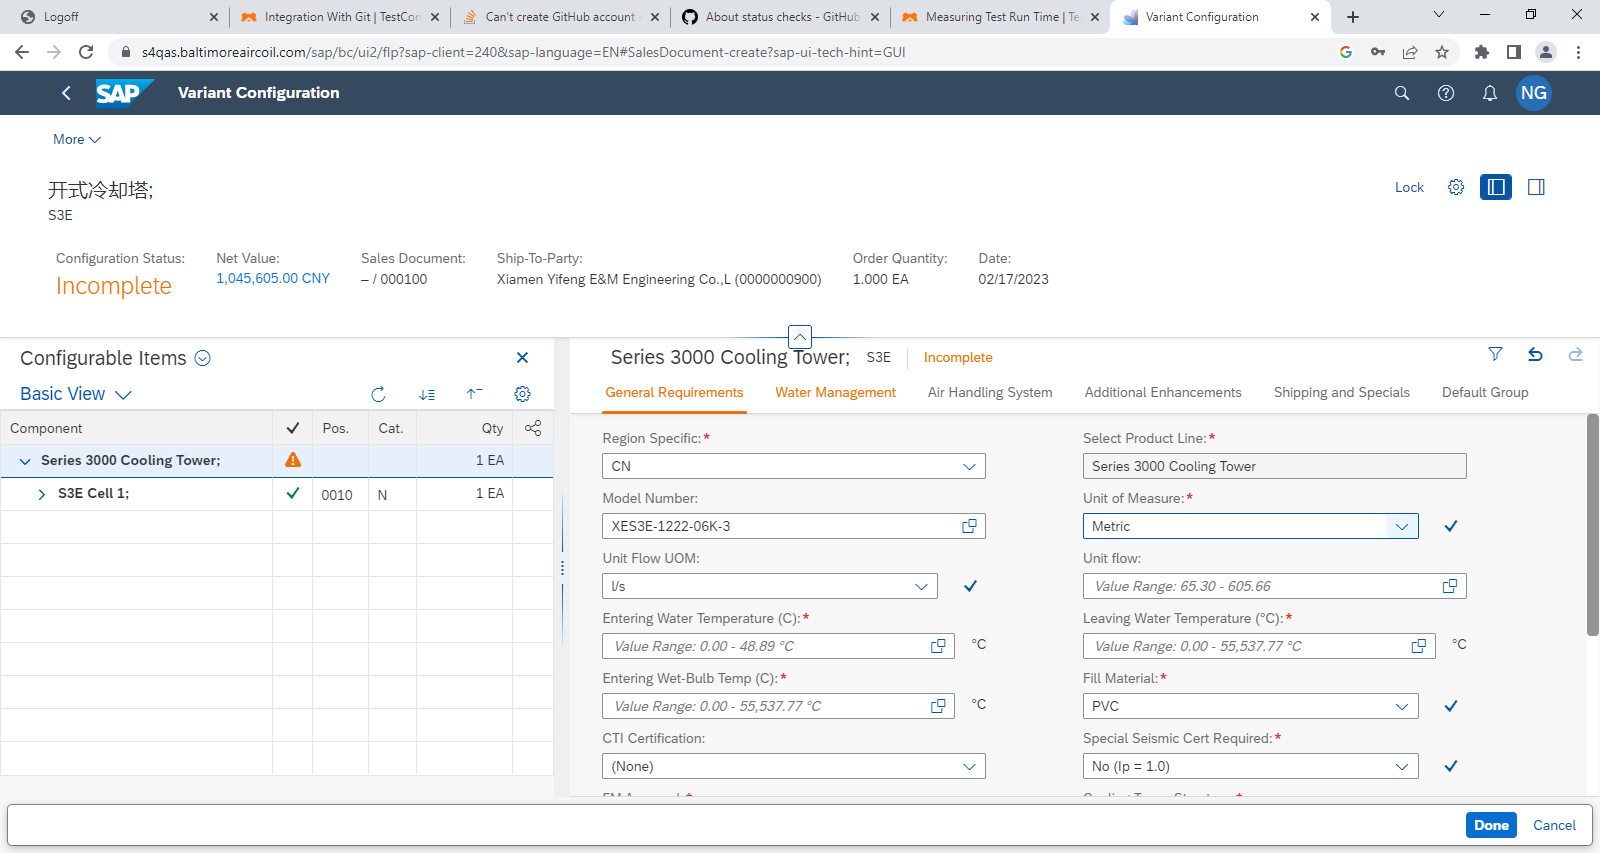 Logoff
Integration With Git | TestCon
Can't create GitHub account -
About status checks - GitHub
Measuring Test Run Time | Te
Variant Configuration
s4qas.baltimoreaircoil.com/sap/bc/ui2/flp?sap-client=240&sap-language=EN#SalesDocument-create?sap-ui-tech-hint=GUI
SAP
Variant Configuration
NG
More
开式冷却塔;
S3E
Lock
Configuration Status:
Incomplete
Net Value:
1,045,605.00 CNY
Sales Document:
– / 000100
Ship-To-Party:
Xiamen Yifeng E&M Engineering Co.,L (0000000900)
Order Quantity:
1.000 EA
Date:
02/17/2023
Configurable Items
Basic View
Component Pos. Cat. Qty
Series 3000 Cooling Tower; 1 EA
S3E Cell 1; 0010 N 1 EA
Series 3000 Cooling Tower; S3E Incomplete
General Requirements Water Management Air Handling System Additional Enhancements Shipping and Specials Default Group
Region Specific:*
CN
Select Product Line:*
Series 3000 Cooling Tower
Model Number:
XES3E-1222-06K-3
Unit of Measure:*
Metric
Unit Flow UOM:
l/s
Unit flow:
Value Range: 65.30 - 605.66
Entering Water Temperature (C):*
Value Range: 0.00 - 48.89 °C
°C
Leaving Water Temperature (°C):*
Value Range: 0.00 - 55,537.77 °C
°C
Entering Wet-Bulb Temp (C):*
Value Range: 0.00 - 55,537.77 °C
°C
Fill Material:*
PVC
CTI Certification:
(None)
Special Seismic Cert Required:*
No (Ip = 1.0)
Done
Cancel